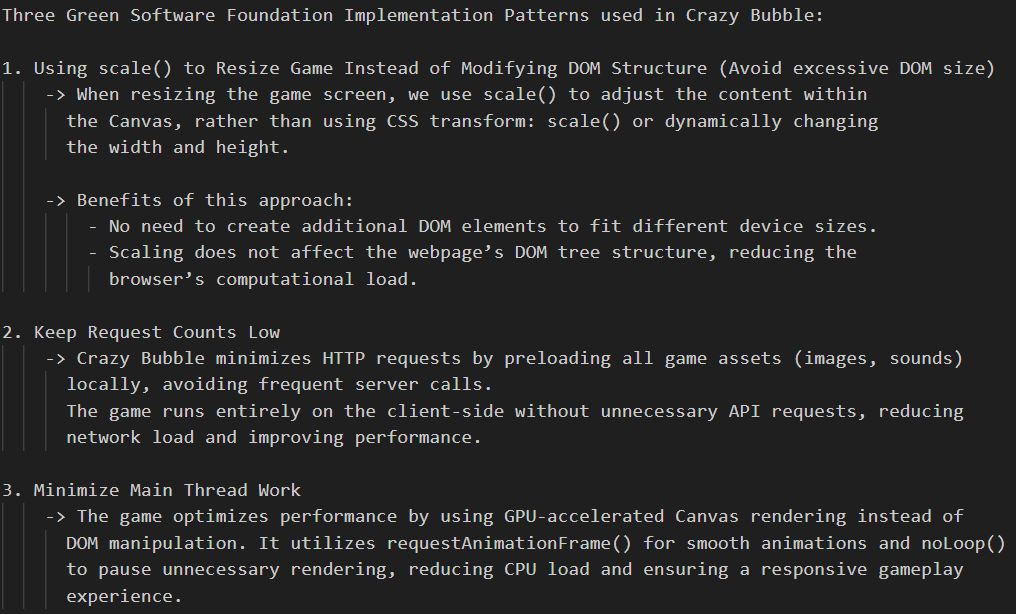 Three Green Software Foundation Implementation Patterns used in Crazy Bubble:
1. Using scale() to Resize Game Instead of Modifying DOM Structure (Avoid excessive DOM size)
-> When resizing the game screen, we use scale() to adjust the content within
the Canvas, rather than using CSS transform: scale() or dynamically changing
the width and height.
-> Benefits of this approach:
- No need to create additional DOM elements to fit different device sizes.
- Scaling does not affect the webpage’s DOM tree structure, reducing the
browser’s computational load.
2. Keep Request Counts Low
-> Crazy Bubble minimizes HTTP requests by preloading all game assets (images, sounds)
locally, avoiding frequent server calls.
The game runs entirely on the client-side without unnecessary API requests, reducing
network load and improving performance.
3. Minimize Main Thread Work
-> The game optimizes performance by using GPU-accelerated Canvas rendering instead of
DOM manipulation. It utilizes requestAnimationFrame() for smooth animations and noLoop()
to pause unnecessary rendering, reducing CPU load and ensuring a responsive gameplay
experience.